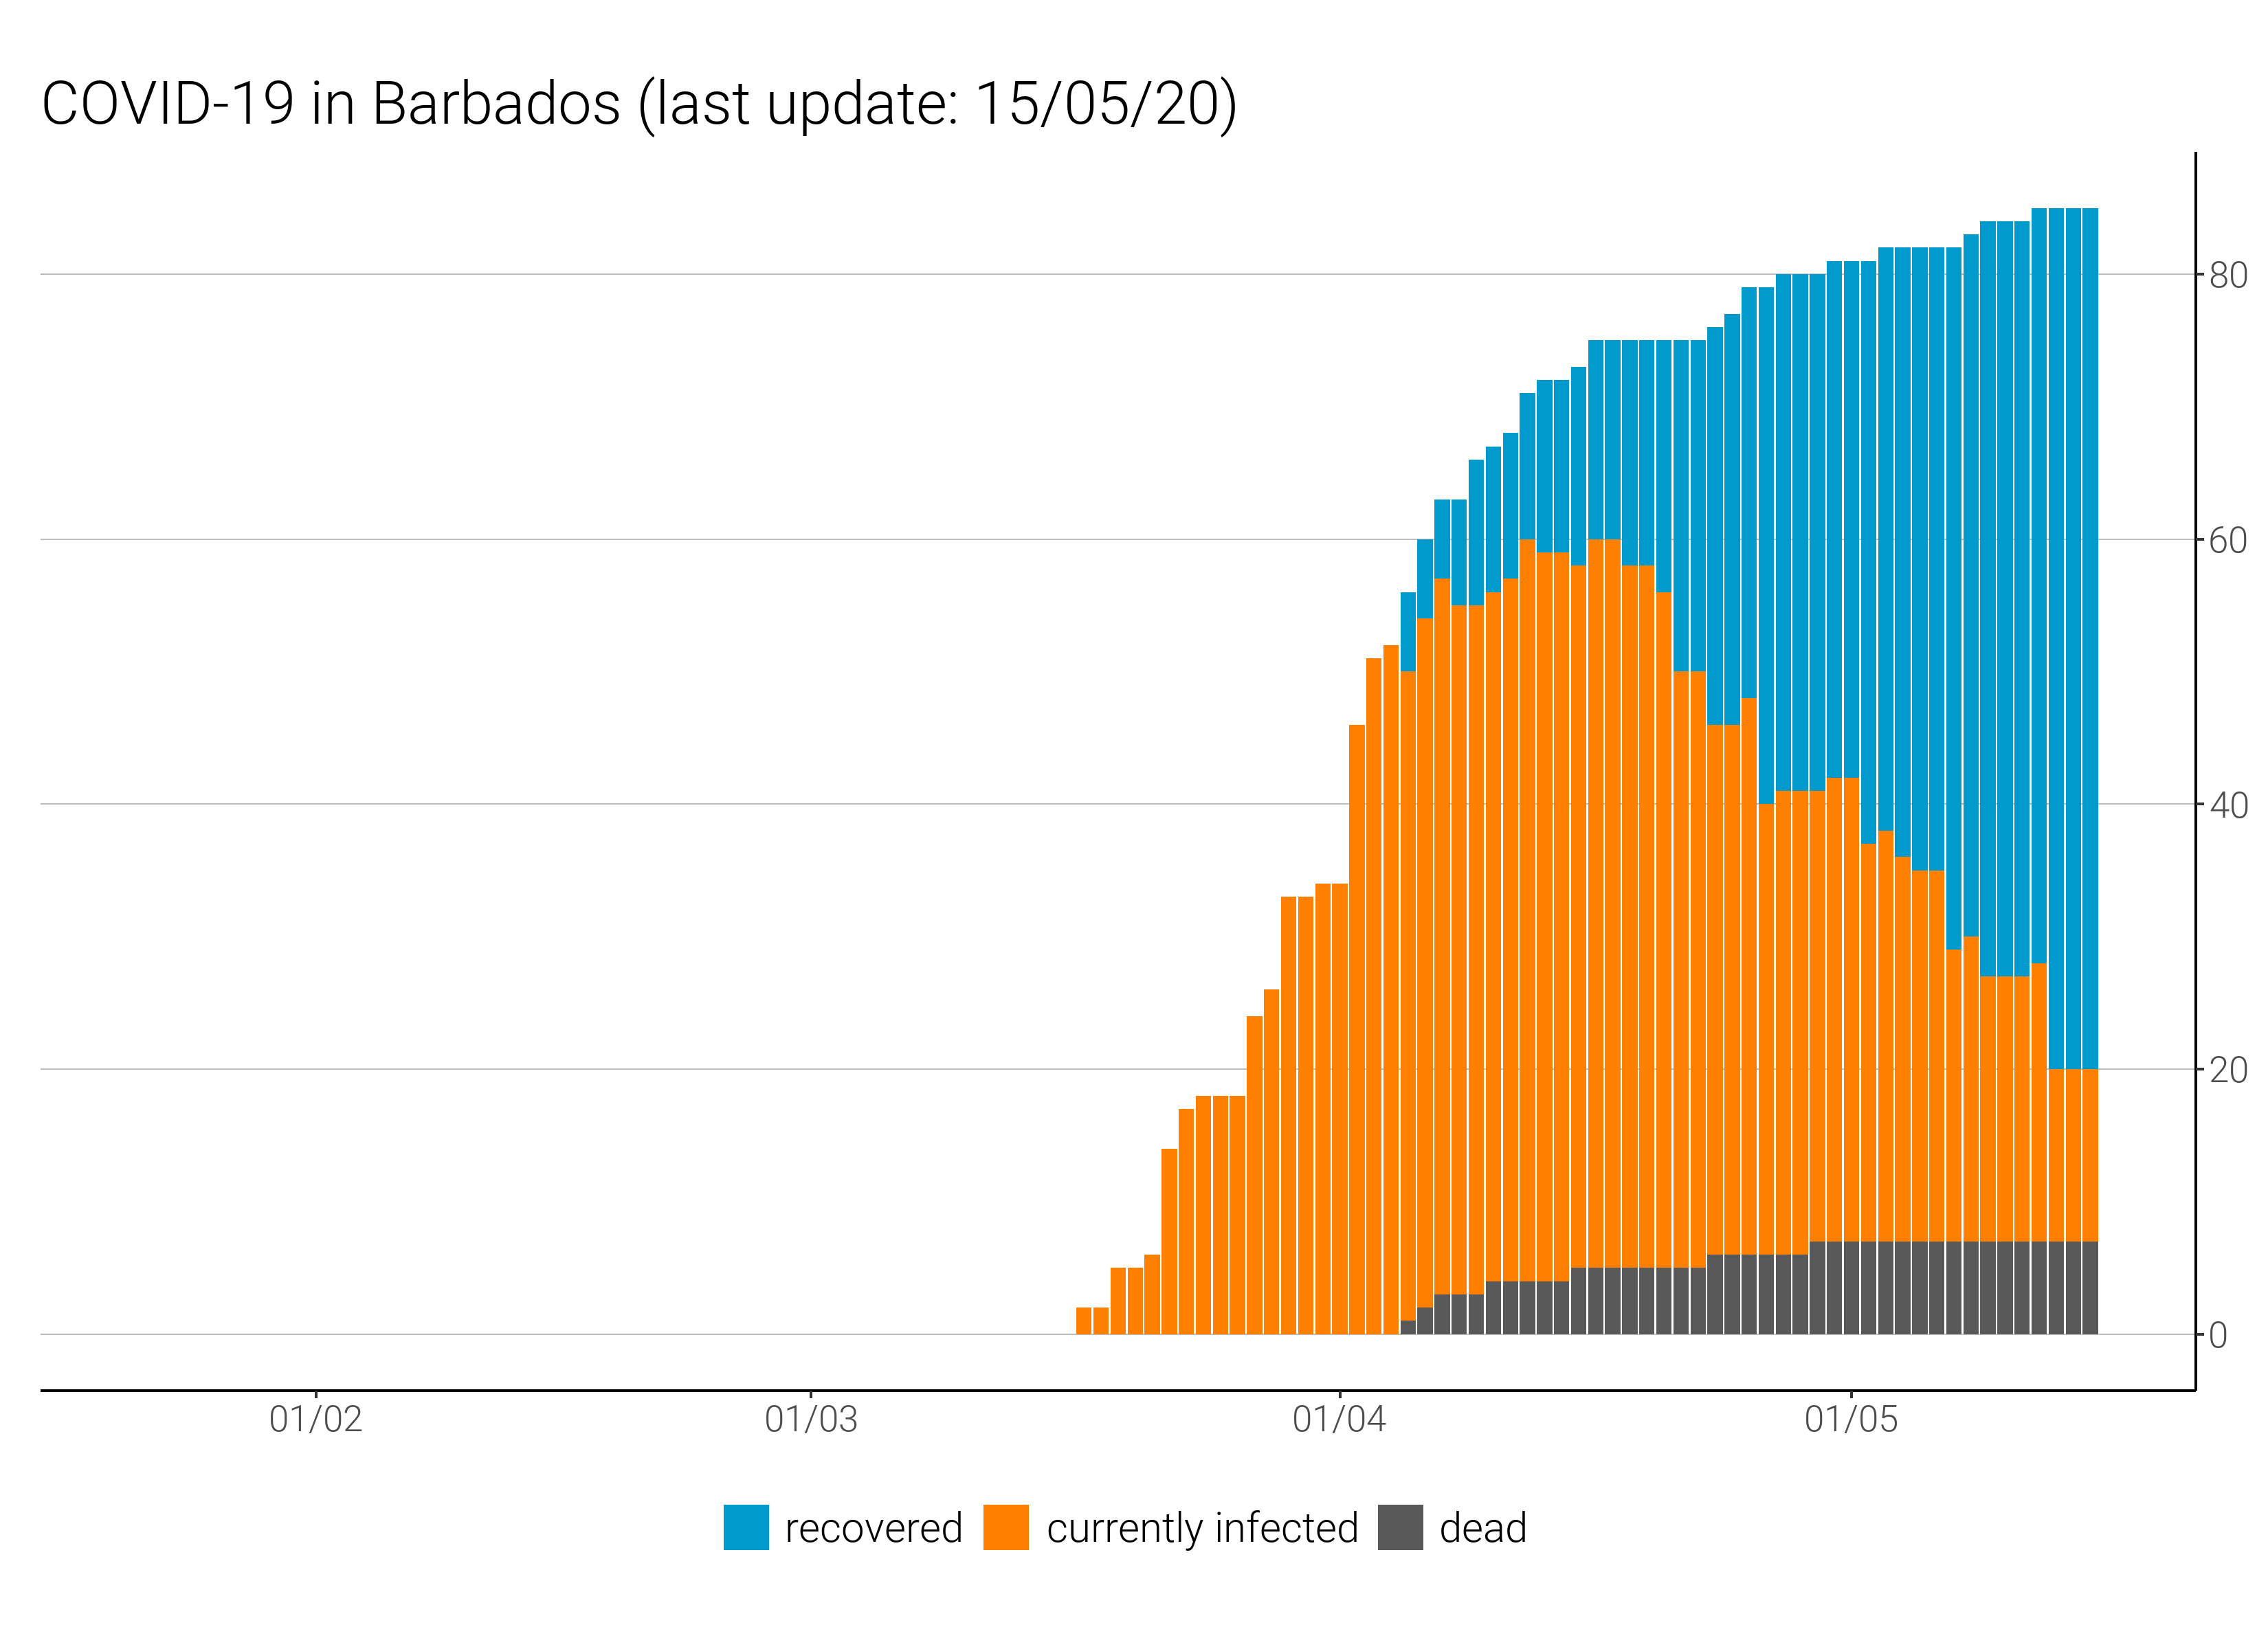 COVID-19 in Barbados (last update: 15/05/20)
80
60
40
20
0
01/02 01/03 01/04 01/05
recovered currently infected dead